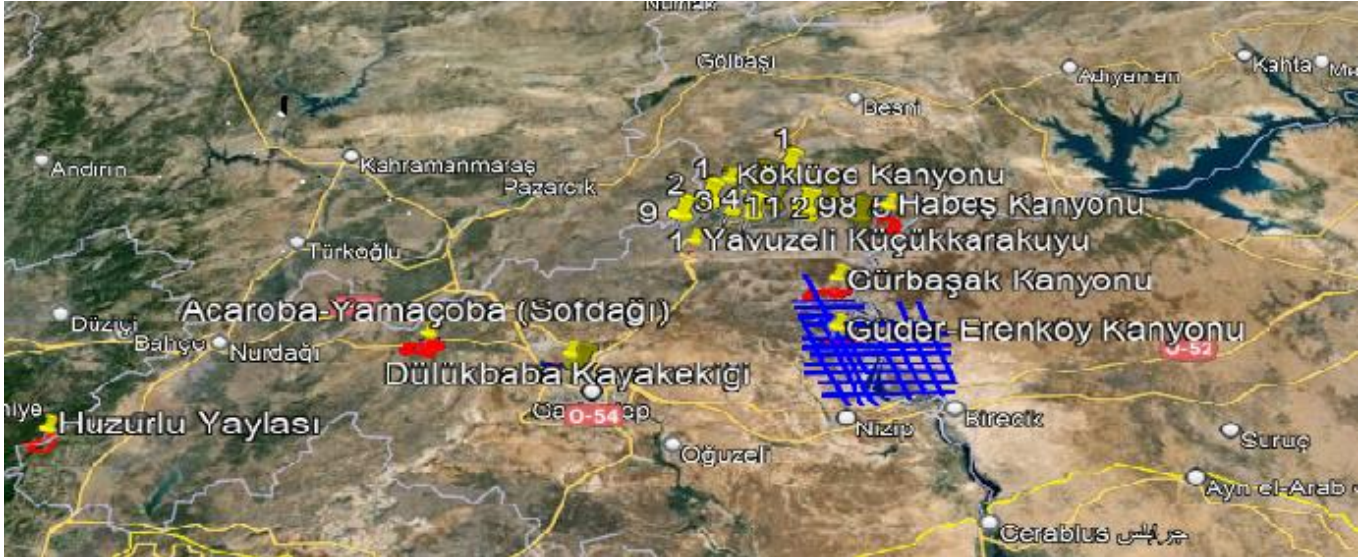 Gölbaşı
Adıyaman
Kahta
Besni
Andırın
Kahramanmaraş
Pazarcık
1
1
Köklüce Kanyonu
2
9
3
4
11
2
98
5
Habeş Kanyonu
1
Yavuzeli Küçükkarakuyu
Türkoğlu
Gürbaşak Kanyonu
Acaroba-Yamaçoba (Sofdağı)
Düziçi
Bahçe
Nurdağı
Güder-Erenköy Kanyonu
O-52
Dülükbaba Kayakekiği
O-54
Huzurlu Yaylası
Nizip
Birecik
Suruç
Oğuzeli
Ayn el-Arab
Cerablus جرابلس